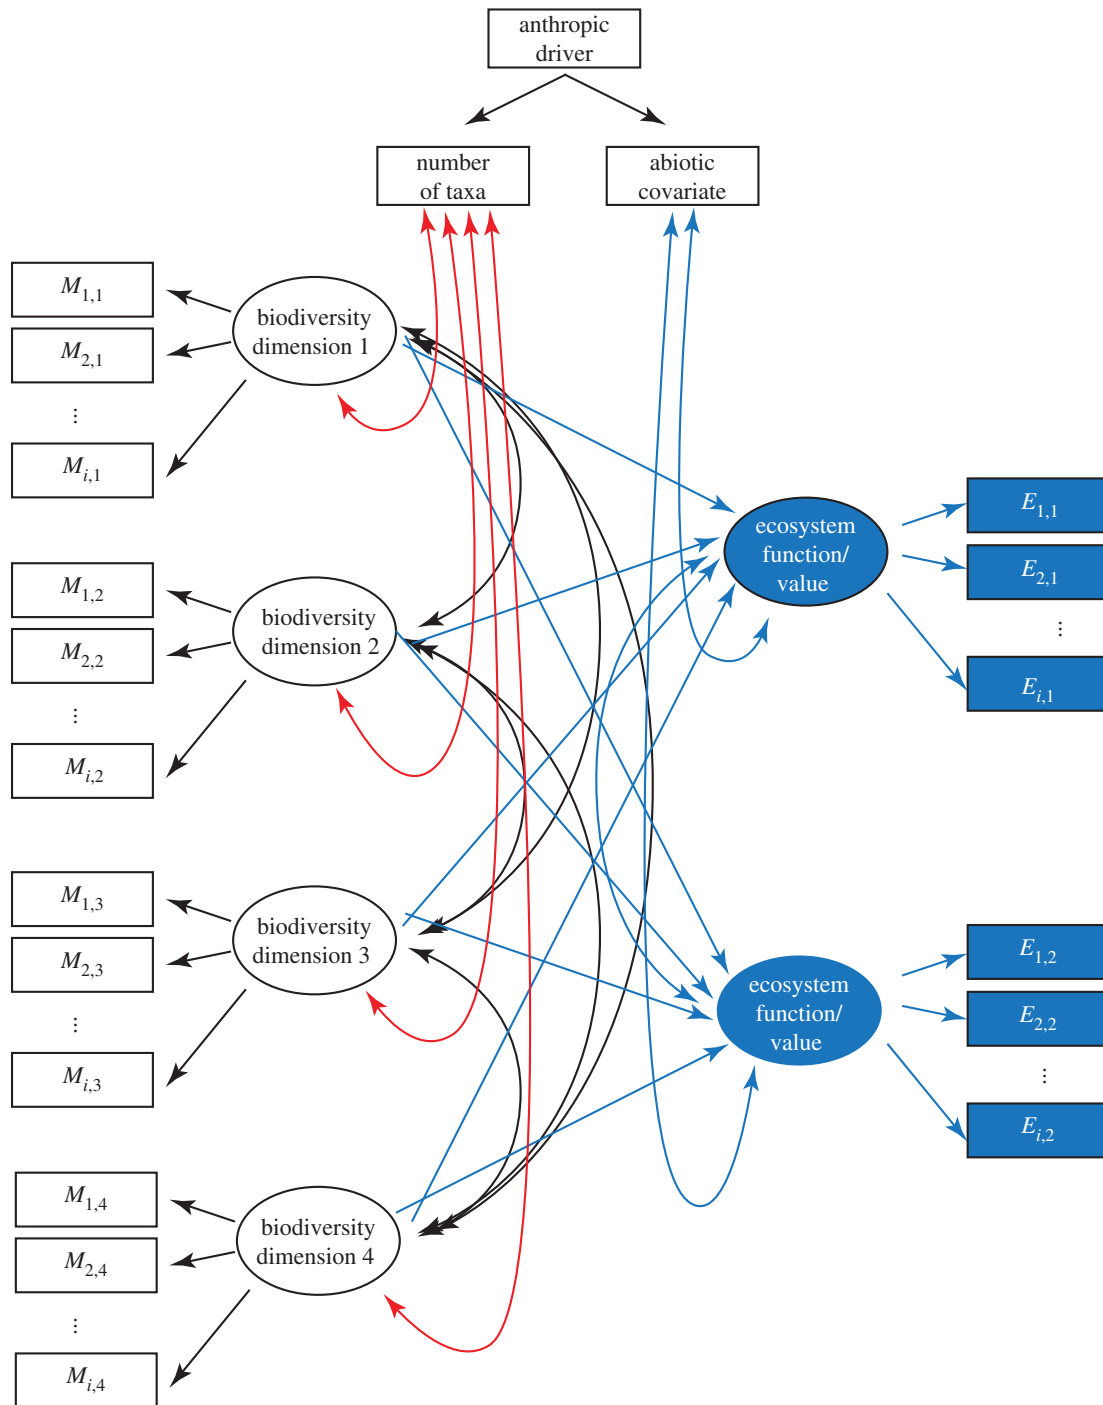 anthropic
driver
number
of taxa
abiotic
covariate
M1,1
M2,1
⋮
Mi,1
biodiversity
dimension 1
M1,2
M2,2
⋮
Mi,2
biodiversity
dimension 2
M1,3
M2,3
⋮
Mi,3
biodiversity
dimension 3
M1,4
M2,4
⋮
Mi,4
biodiversity
dimension 4
ecosystem
function/
value
E1,1
E2,1
⋮
Ei,1
ecosystem
function/
value
E1,2
E2,2
⋮
Ei,2